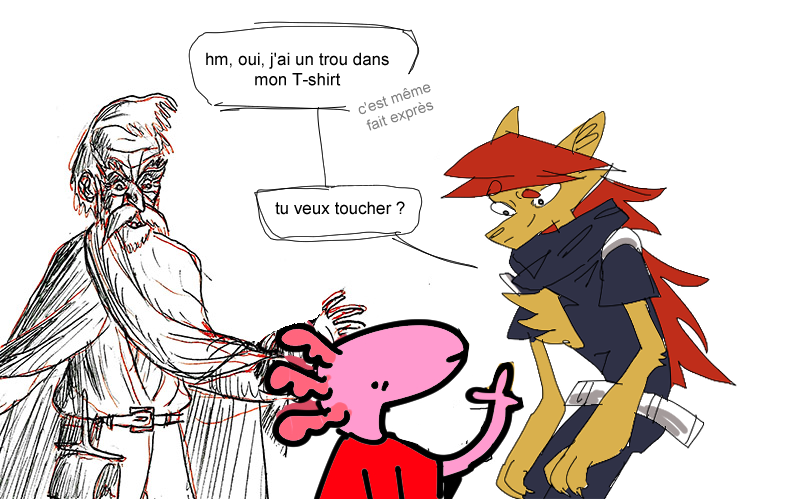 hm, oui, j'ai un trou dans
mon T-shirt
c'est même
fait exprès
tu veux toucher ?